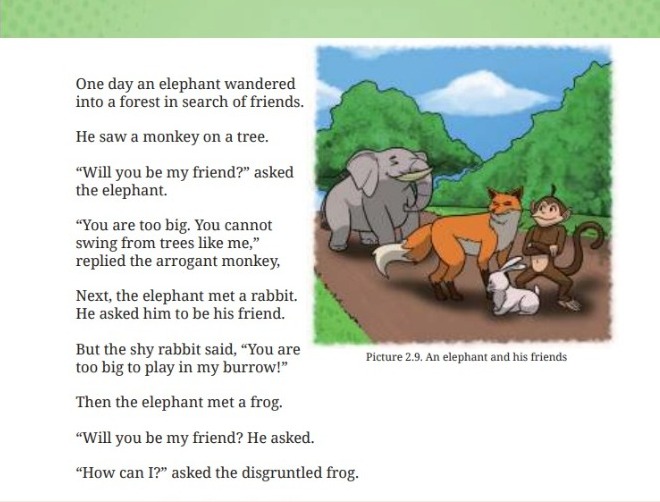 One day an elephant wandered
into a forest in search of friends.
He saw a monkey on a tree.
“Will you be my friend?” asked
the elephant.
“You are too big. You cannot
swing from trees like me,”
replied the arrogant monkey,
Next, the elephant met a rabbit.
He asked him to be his friend.
But the shy rabbit said, “You are
too big to play in my burrow!”
Then the elephant met a frog.
“Will you be my friend? He asked.
“How can I?” asked the disgruntled frog.
Picture 2.9. An elephant and his friends